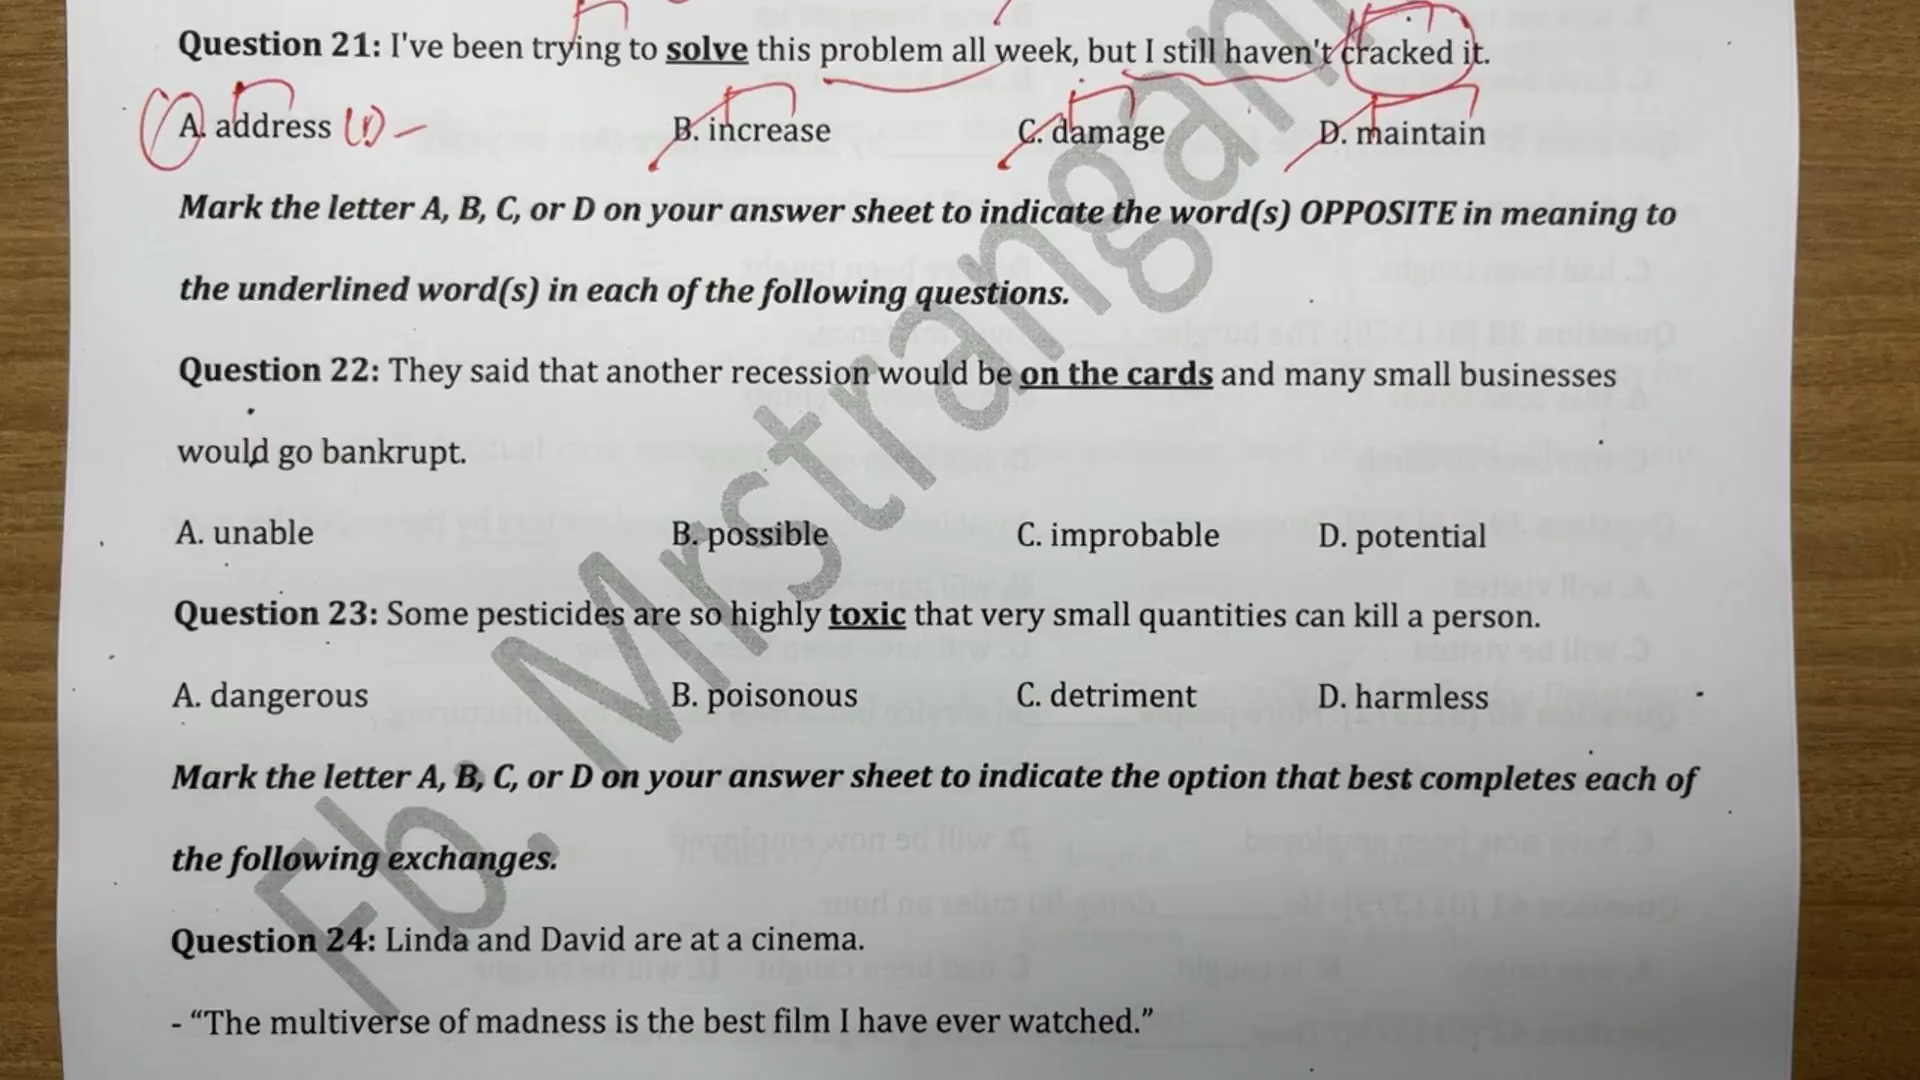 Question 21: I've been trying to solve this problem all week, but I still haven't cracked it.
A. address (v) –
B. increase
C. damage
D. maintain
Mark the letter A, B, C, or D on your answer sheet to indicate the word(s) OPPOSITE in meaning to
the underlined word(s) in each of the following questions.
Question 22: They said that another recession would be on the cards and many small businesses
would go bankrupt.
A. unable
B. possible
C. improbable
D. potential
Question 23: Some pesticides are so highly toxic that very small quantities can kill a person.
A. dangerous
B. poisonous
C. detriment
D. harmless
Mark the letter A, B, C, or D on your answer sheet to indicate the option that best completes each of
the following exchanges.
Question 24: Linda and David are at a cinema.
- “The multiverse of madness is the best film I have ever watched.”
Fb. Mrstrangan